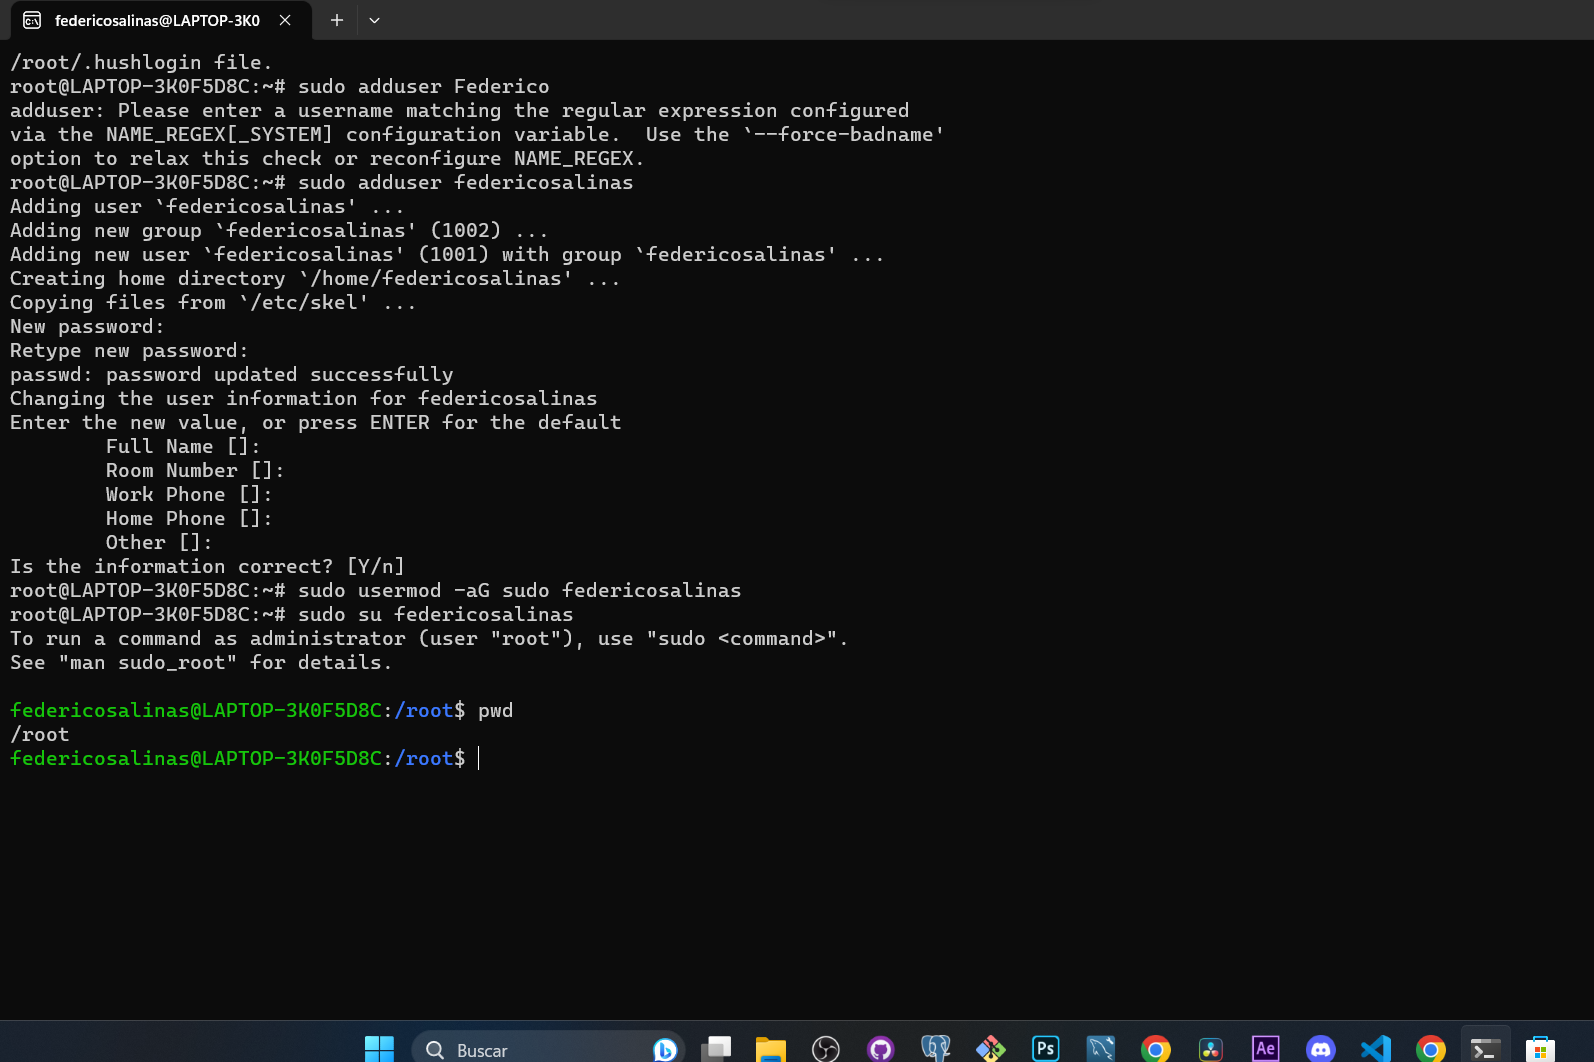 federicosalinas@LAPTOP-3K0
/root/.hushlogin file.
root@LAPTOP-3K0F5D8C:~# sudo adduser Federico
adduser: Please enter a username matching the regular expression configured
via the NAME_REGEX[_SYSTEM] configuration variable.  Use the `--force-badname'
option to relax this check or reconfigure NAME_REGEX.
root@LAPTOP-3K0F5D8C:~# sudo adduser federicosalinas
Adding user `federicosalinas' ...
Adding new group `federicosalinas' (1002) ...
Adding new user `federicosalinas' (1001) with group `federicosalinas' ...
Creating home directory `/home/federicosalinas' ...
Copying files from `/etc/skel' ...
New password:
Retype new password:
passwd: password updated successfully
Changing the user information for federicosalinas
Enter the new value, or press ENTER for the default
        Full Name []:
        Room Number []:
        Work Phone []:
        Home Phone []:
        Other []:
Is the information correct? [Y/n]
root@LAPTOP-3K0F5D8C:~# sudo usermod -aG sudo federicosalinas
root@LAPTOP-3K0F5D8C:~# sudo su federicosalinas
To run a command as administrator (user "root"), use "sudo <command>".
See "man sudo_root" for details.
federicosalinas@LAPTOP-3K0F5D8C:/root$ pwd
/root
federicosalinas@LAPTOP-3K0F5D8C:/root$
Buscar
Ps
Ae